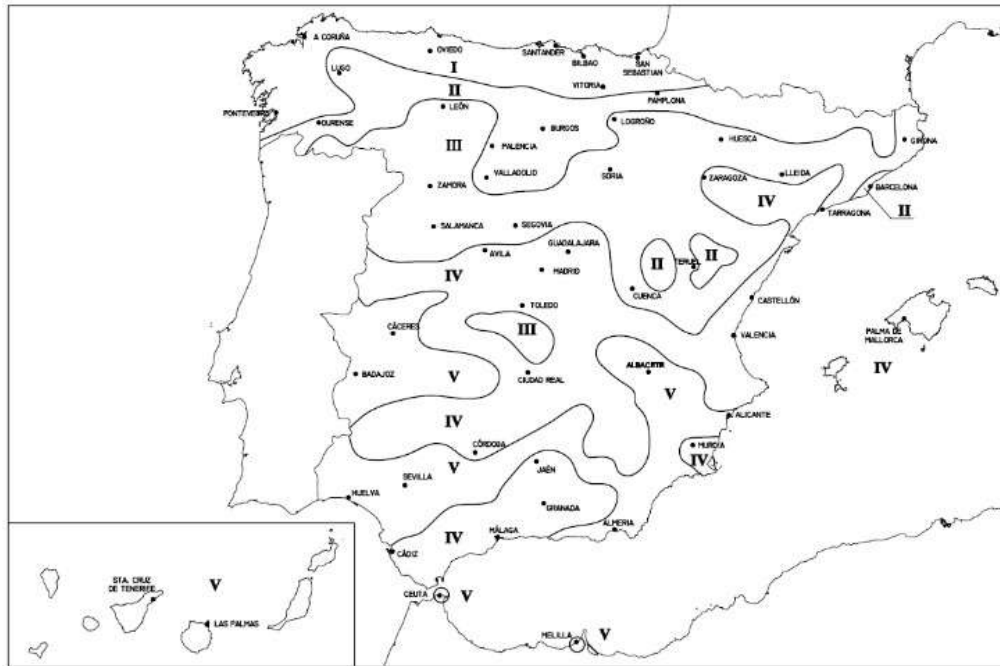 A CORUÑA
OVIEDO
SANTANDER
BILBAO
SAN
SEBASTIAN
LUGO
I
VITORIA
PAMPLONA
II
LEÓN
PONTEVEDRA
OURENSE
BURGOS
LOGROÑO
HUESCA
GIRONA
III
PALENCIA
VALLADOLID
ZAMORA
SORIA
ZARAGOZA
LLEIDA
IV
BARCELONA
TARRAGONA
II
SALAMANCA
SEGOVIA
AVILA
GUADALAJARA
IV
MADRID
II
TERUEL
II
CUENCA
TOLEDO
CASTELLÓN
CÁCERES
III
VALENCIA
PALMA DE
MALLORCA
IV
BADAJOZ
V
CIUDAD REAL
ALBACETE
V
IV
ALICANTE
CÓRDOBA
MURCIA
IV
V
SEVILLA
JAÉN
HUELVA
GRANADA
IV
MÁLAGA
ALMERIA
CÁDIZ
STA. CRUZ
DE TENERIFE
V
LAS PALMAS
CEUTA
V
MELILLA
V